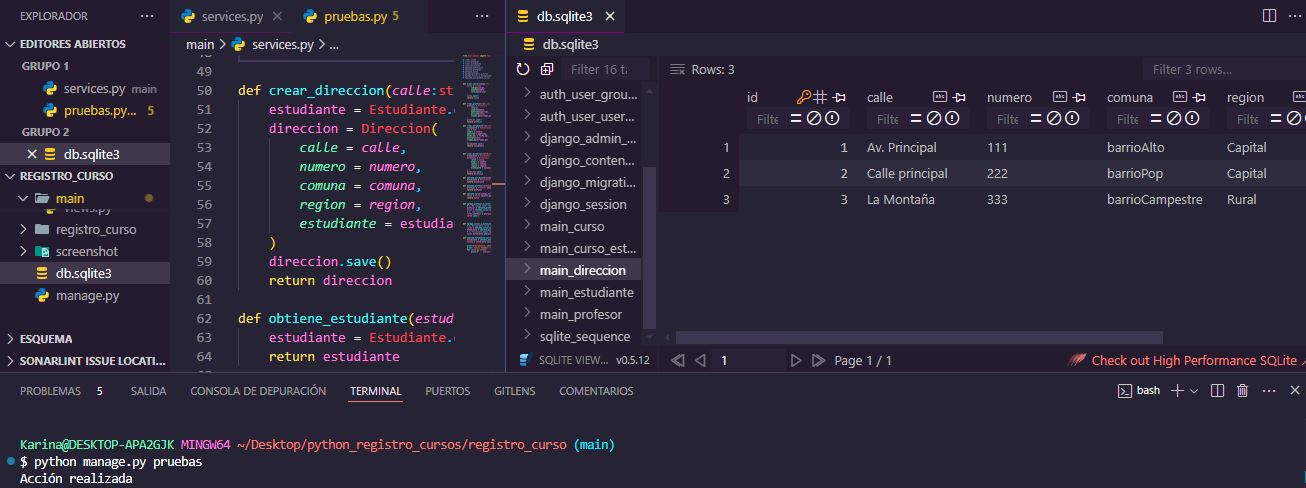 EXPLORADOR
EDITORES ABIERTOS
GRUPO 1
services.py main
pruebas.py... 5
GRUPO 2
db.sqlite3
REGISTRO_CURSO
main
views.py
registro_curso
screenshot
db.sqlite3
manage.py
ESQUEMA
SONARLINT ISSUE LOCATI...
services.py
pruebas.py 5
main > services.py > ...
49
50 def crear_direccion(calle:st
51 estudiante = Estudiante.
52 direccion = Direccion(
53 calle = calle,
54 numero = numero,
55 comuna = comuna,
56 region = region,
57 estudiante = estudia
58 )
59 direccion.save()
60 return direccion
61
62 def obtiene_estudiante(estud
63 estudiante = Estudiante.
64 return estudiante
db.sqlite3
db.sqlite3
Filter 16 ta
auth_user_grou...
auth_user_user...
django_admin_...
django_conten...
django_migrati...
django_session
main_curso
main_curso_est...
main_direccion
main_estudiante
main_profesor
sqlite_sequence
SQLITE VIEW... v0.5.12
Rows: 3
Filter 3 rows...
id calle numero comuna region
Filte Filte Filte Filte Filte
1 1 Av. Principal 111 barrioAlto Capital
2 2 Calle principal 222 barrioPop Capital
3 3 La Montaña 333 barrioCampestre Rural
1 Page 1 / 1
Check out High Performance SQLite
PROBLEMAS 5 SALIDA CONSOLA DE DEPURACIÓN TERMINAL PUERTOS GITLENS COMENTARIOS
bash
Karina@DESKTOP-APA2GJK MINGW64 ~/Desktop/python_registro_cursos/registro_curso (main)
$ python manage.py pruebas
Acción realizada